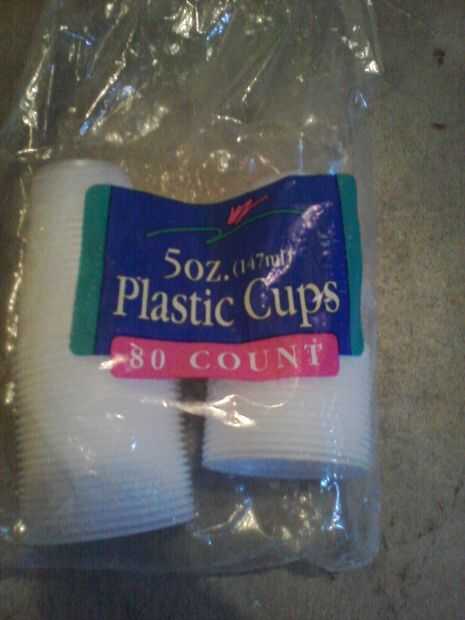 5oz. (147ml)
Plastic Cups
80 COUNT